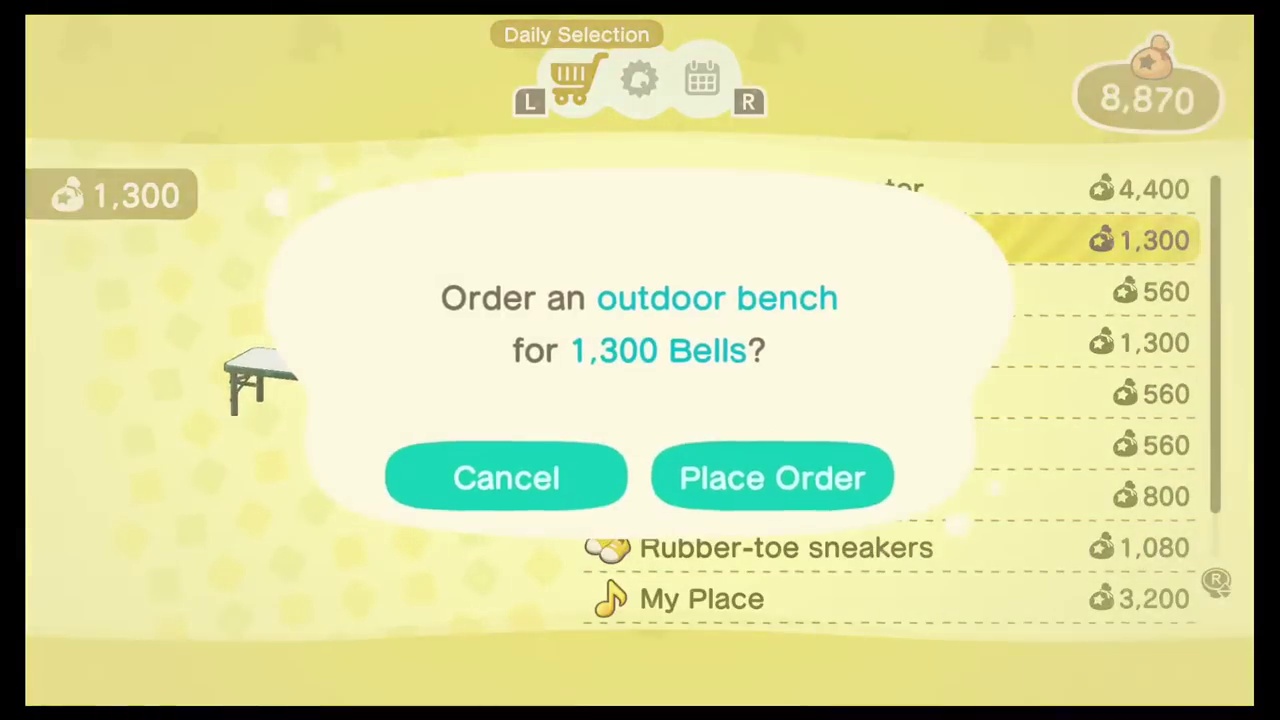 Daily Selection
L
R
8,870
1,300
4,400
1,300
560
1,300
560
560
800
Order an outdoor bench
for 1,300 Bells?
Cancel
Place Order
Rubber-toe sneakers 1,080
My Place 3,200
R